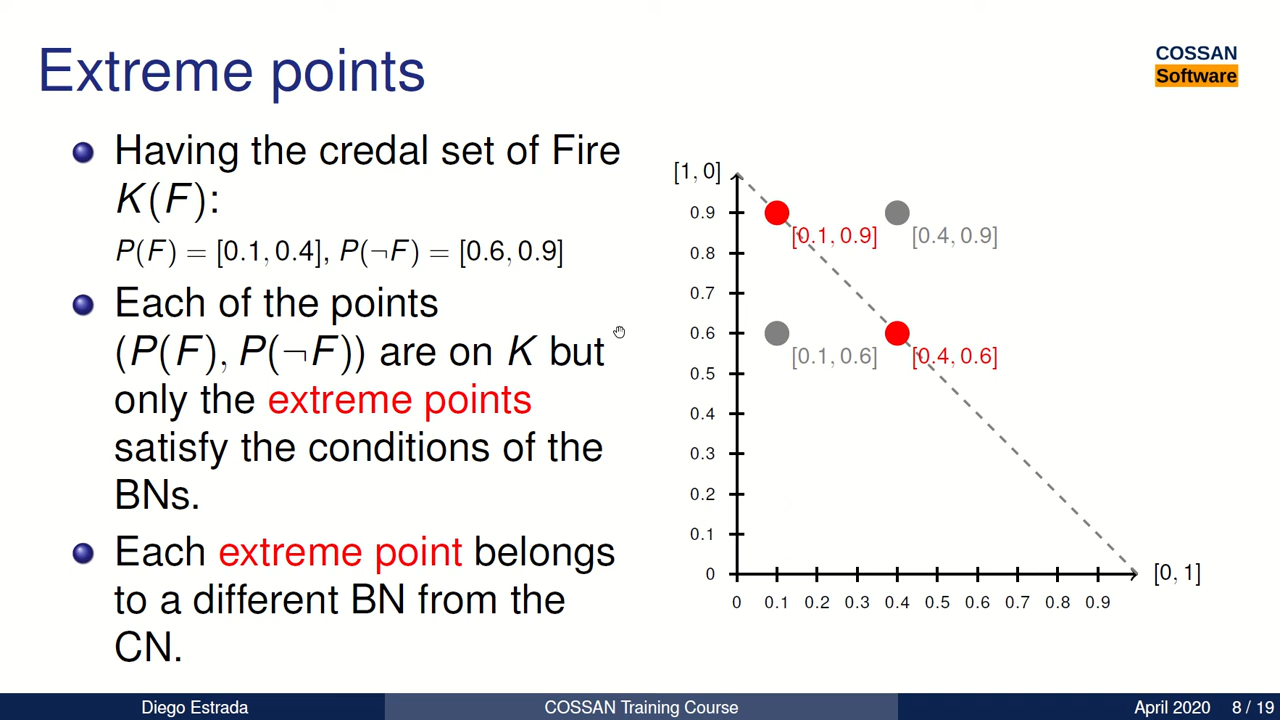 Extreme points
COSSAN
Software
Having the credal set of Fire
K(F):
P(F) = [0.1, 0.4], P(¬F) = [0.6, 0.9]
Each of the points
(P(F), P(¬F)) are on K but
only the extreme points
satisfy the conditions of the
BNs.
Each extreme point belongs
to a different BN from the
CN.
[1, 0]
0.9
[0.1, 0.9]
[0.4, 0.9]
0.8
0.7
0.6
[0.1, 0.6]
[0.4, 0.6]
0.5
0.4
0.3
0.2
0.1
0
[0, 1]
0 0.1 0.2 0.3 0.4 0.5 0.6 0.7 0.8 0.9
Diego Estrada
COSSAN Training Course
April 2020 8 / 19